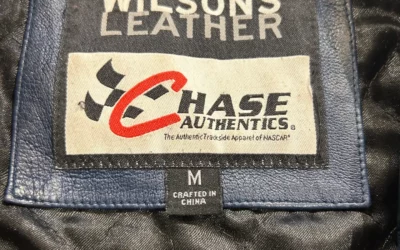 WILSONS
LEATHER
CHASE
AUTHENTICS®
The Authentic Trackside Apparel of NASCAR®
M
CRAFTED IN
CHINA